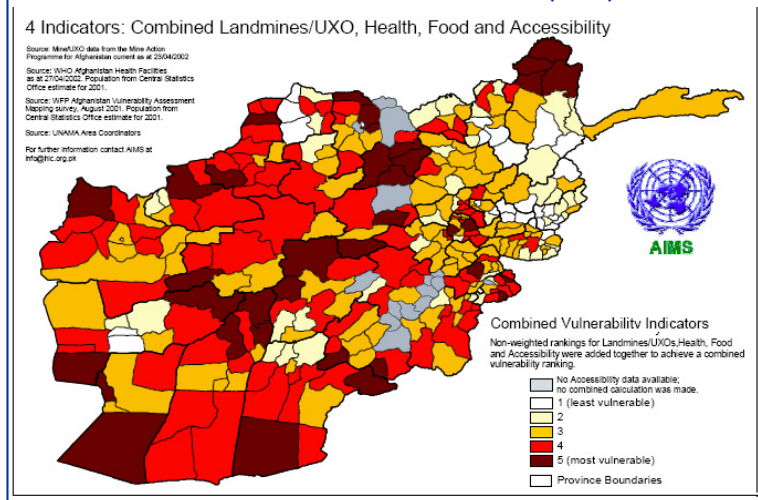 4 Indicators: Combined Landmines/UXO, Health, Food and Accessibility
Source: Mine/UXO data from the Mine Action
Programme for Afghanistan current as at 23/04/2002
Source: WHO Afghanistan Health Facilities
as at 27/04/2002. Population from Central Statistics
Office estimate for 2001.
Source: WFP Afghanistan Vulnerability Assessment
Mapping survey, August 2001. Population from
Central Statistics Office estimate for 2001.
Source: UNAMA Area Coordinators
For further information contact AIMS at
info@hic.org.pk
AIMS
Combined Vulnerability Indicators
Non-weighted rankings for Landmines/UXOs,Health, Food
and Accessibility were added together to achieve a combined
vulnerability ranking.
No Accessibility data available;
no combined calculation was made.
1 (least vulnerable)
2
3
4
5 (most vulnerable)
Province Boundaries